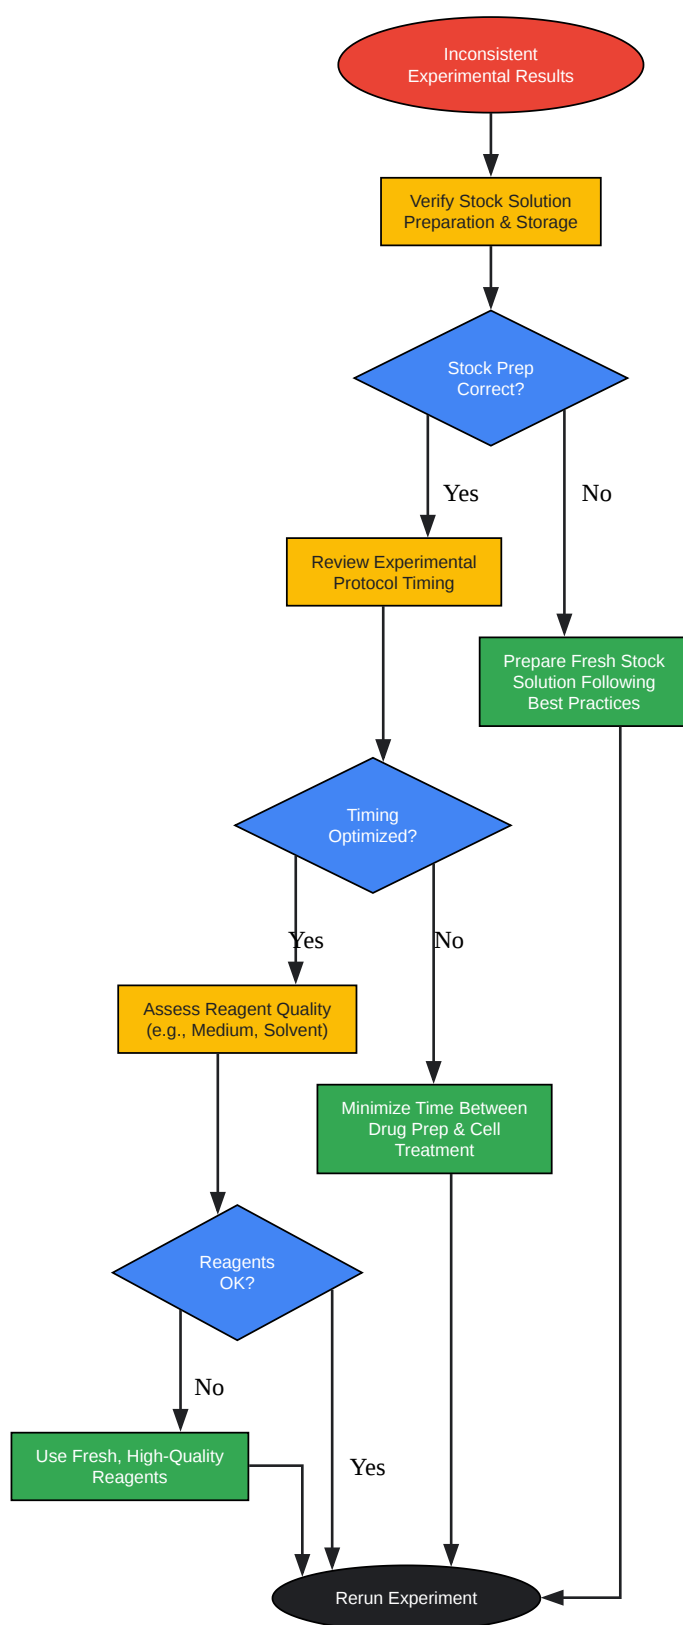 Inconsistent
Experimental Results
Verify Stock Solution
Preparation & Storage
Stock Prep
Correct?
Yes
No
Review Experimental
Protocol Timing
Prepare Fresh Stock
Solution Following
Best Practices
Timing
Optimized?
Yes
No
Assess Reagent Quality
(e.g., Medium, Solvent)
Minimize Time Between
Drug Prep & Cell
Treatment
Reagents
OK?
No
Use Fresh, High-Quality
Reagents
Yes
Rerun Experiment